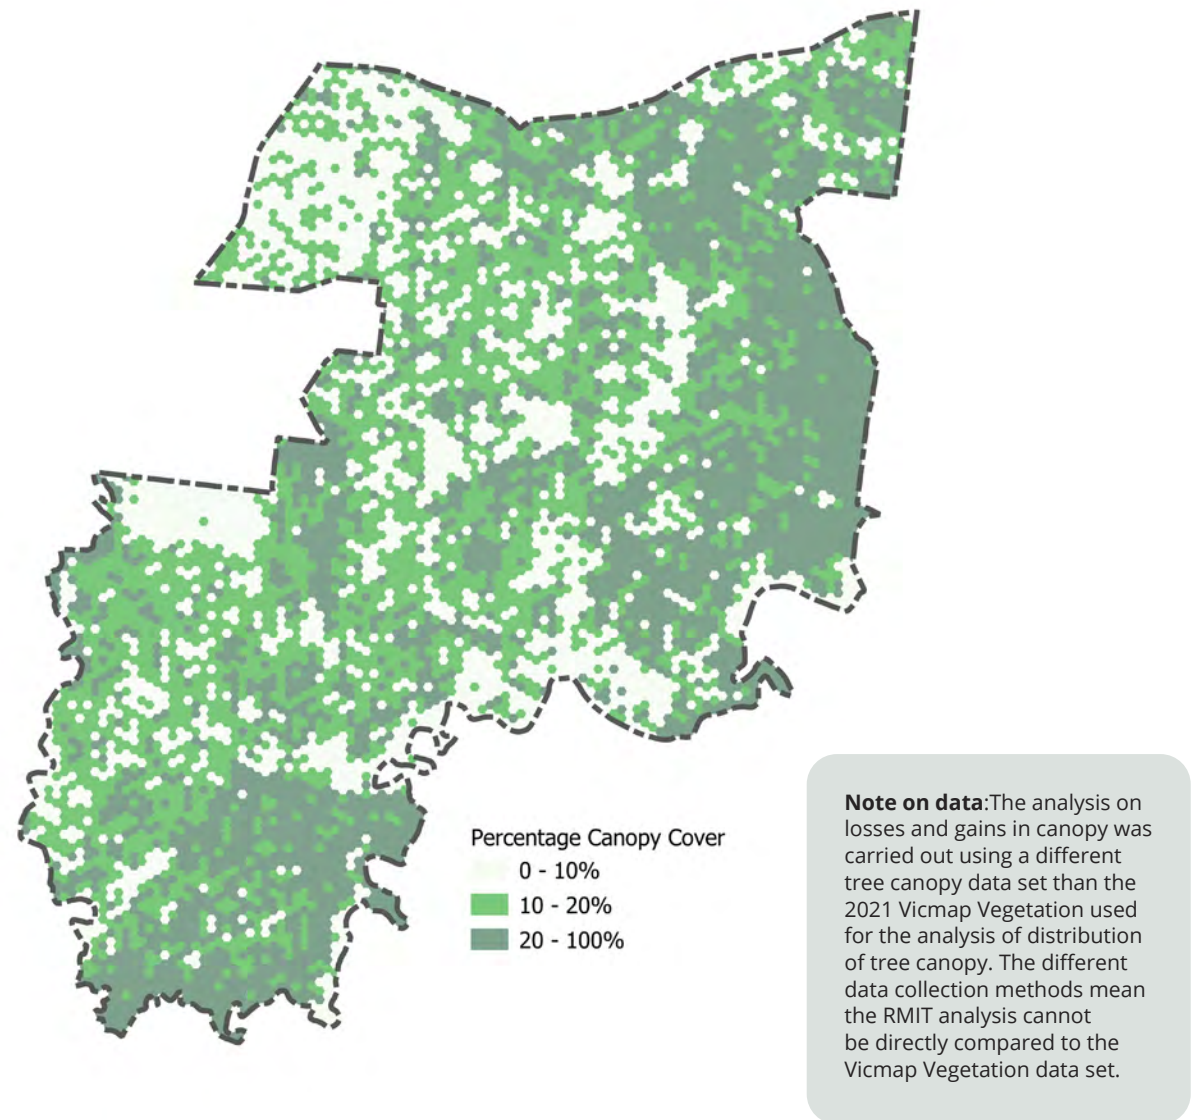 Percentage Canopy Cover
0 - 10%
10 - 20%
20 - 100%
Note on data:The analysis on
losses and gains in canopy was
carried out using a different
tree canopy data set than the
2021 Vicmap Vegetation used
for the analysis of distribution
of tree canopy. The different
data collection methods mean
the RMIT analysis cannot
be directly compared to the
Vicmap Vegetation data set.